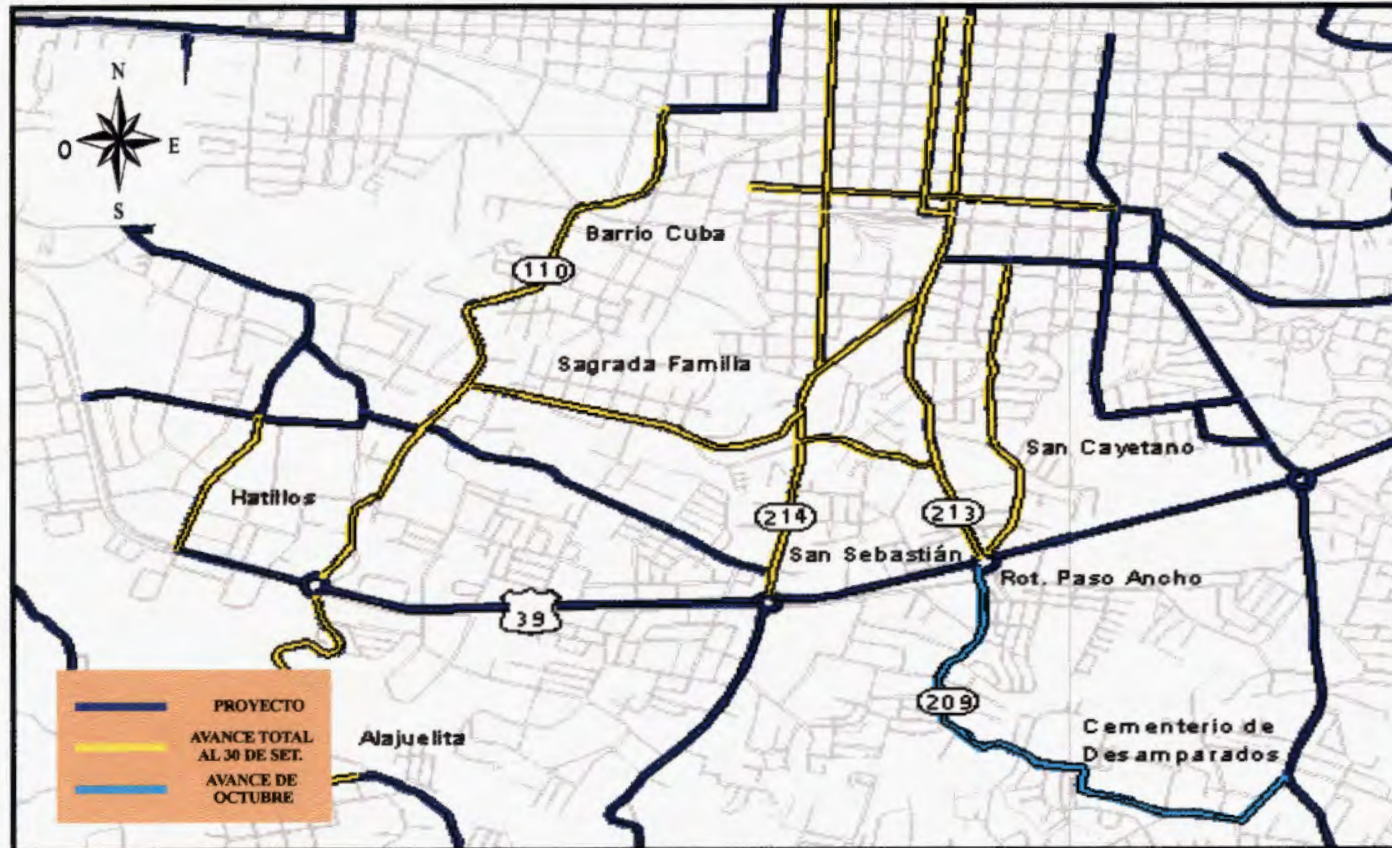 N
O
E
S
Barrio Cuba
110
Sagrada Familia
San Cayetano
Hatillos
214
213
San Sebastián
Rot. Paso Ancho
39
209
Cementerio de
Desamparados
Alajuelita
PROYECTO
AVANCE TOTAL
AL 30 DE SET.
AVANCE DE
OCTUBRE